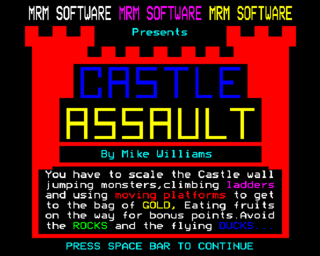 MRM SOFTWARE MRM SOFTWARE MRM SOFTWARE
Presents
CASTLE
ASSAULT
By Mike Williams
You have to scale the Castle wall
jumping monsters,climbing ladders
and using moving platforms to get
to the bag of GOLD, Eating fruits
on the way for bonus points.Avoid
the ROCKS and the flying DUCKS...
PRESS SPACE BAR TO CONTINUE